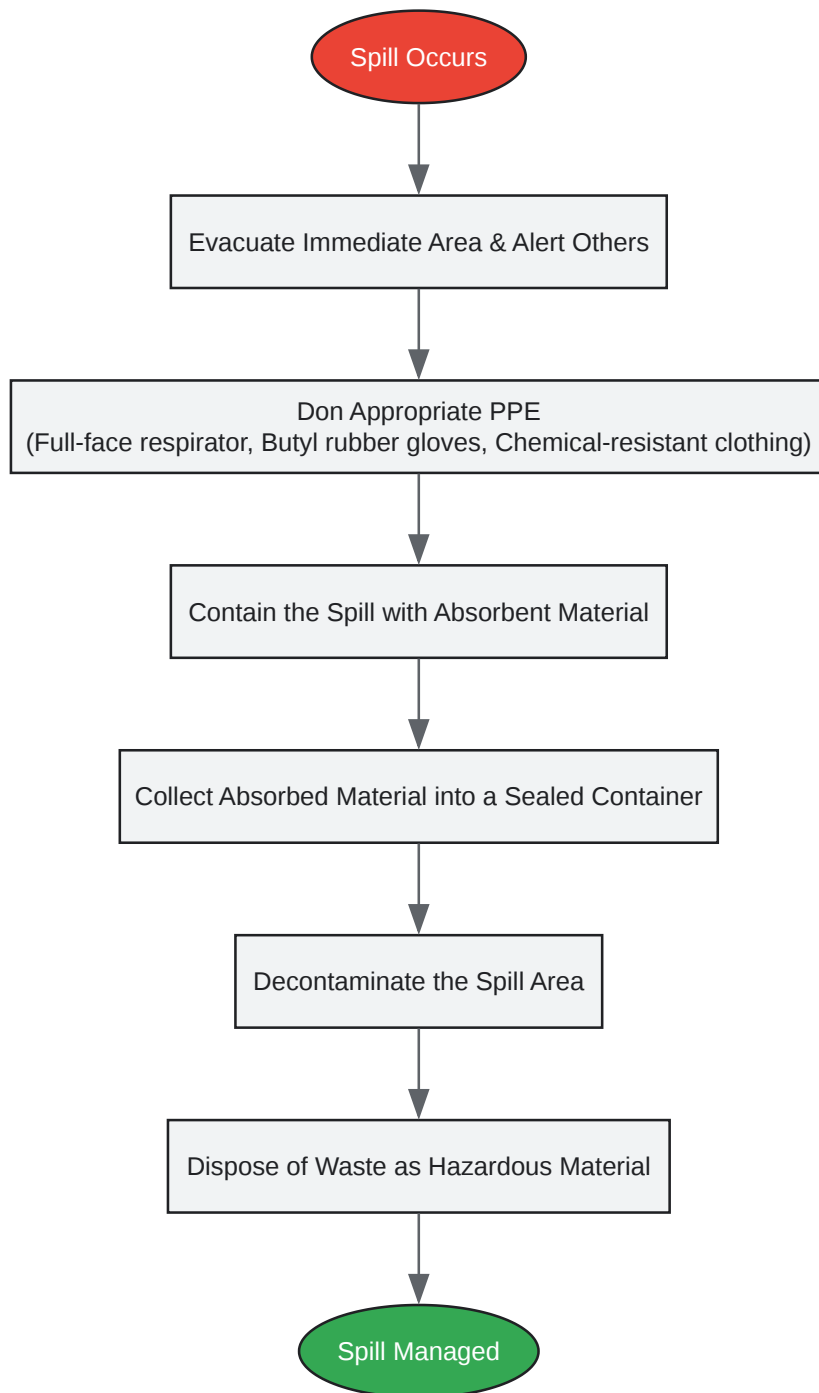 Spill Occurs
Evacuate Immediate Area & Alert Others
Don Appropriate PPE
(Full-face respirator, Butyl rubber gloves, Chemical-resistant clothing)
Contain the Spill with Absorbent Material
Collect Absorbed Material into a Sealed Container
Decontaminate the Spill Area
Dispose of Waste as Hazardous Material
Spill Managed